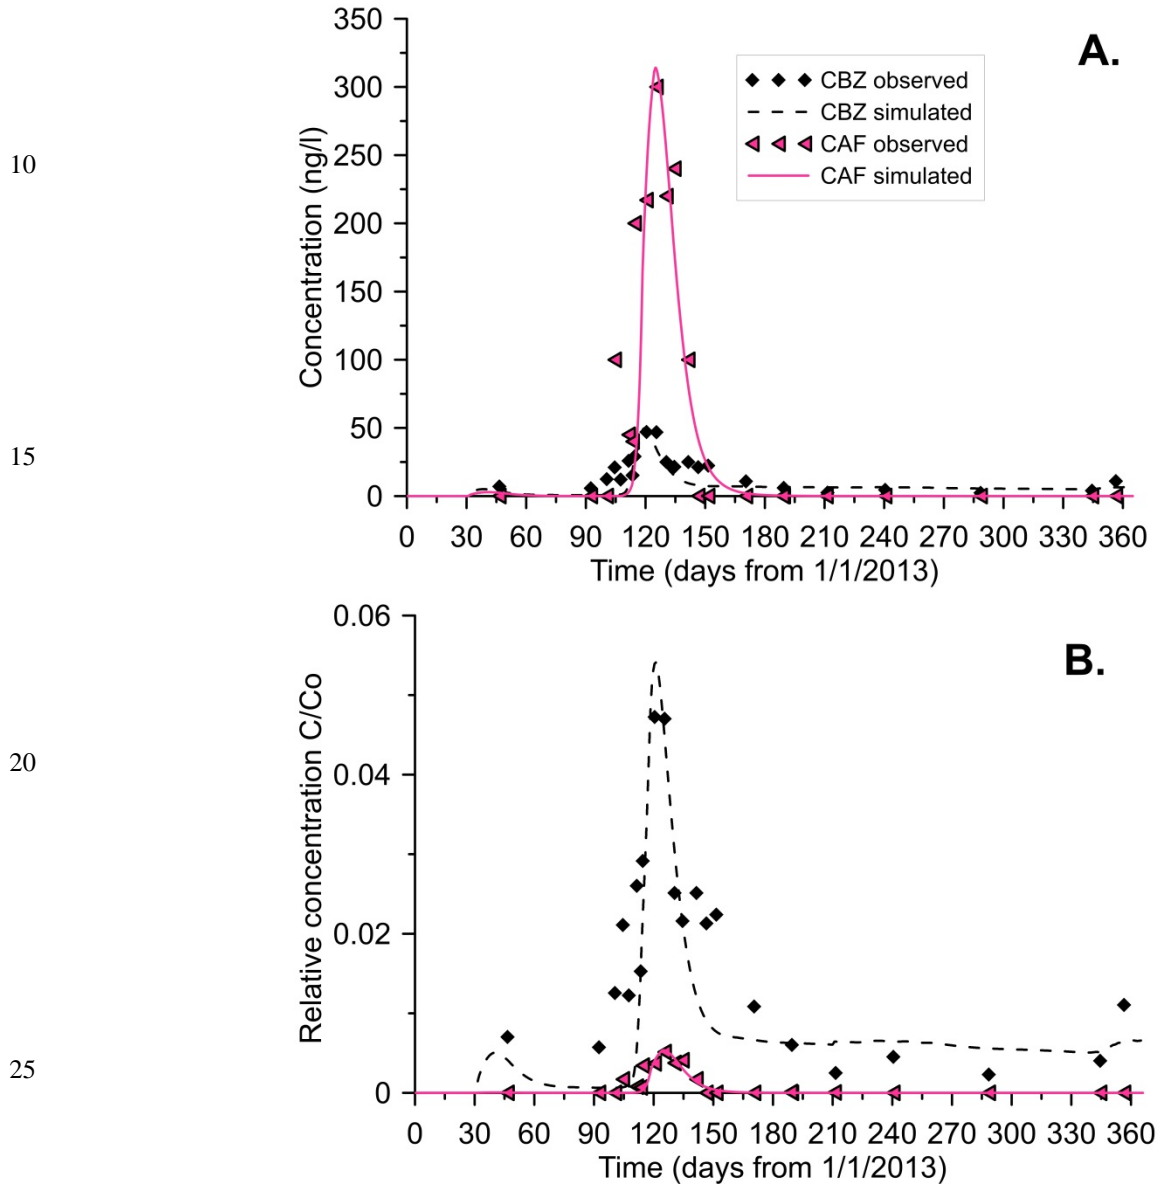 350
A.
CBZ observed
300
CBZ simulated
CAF observed
10
250
CAF simulated
Concentration (ng/l)
200
150
100
15
50
0
0 30 60 90 120 150 180 210 240 270 300 330 360
Time (days from 1/1/2013)
0.06
B.
Relative concentration C/Co
20
0.04
0.02
25
0
0 30 60 90 120 150 180 210 240 270 300 330 360
Time (days from 1/1/2013)